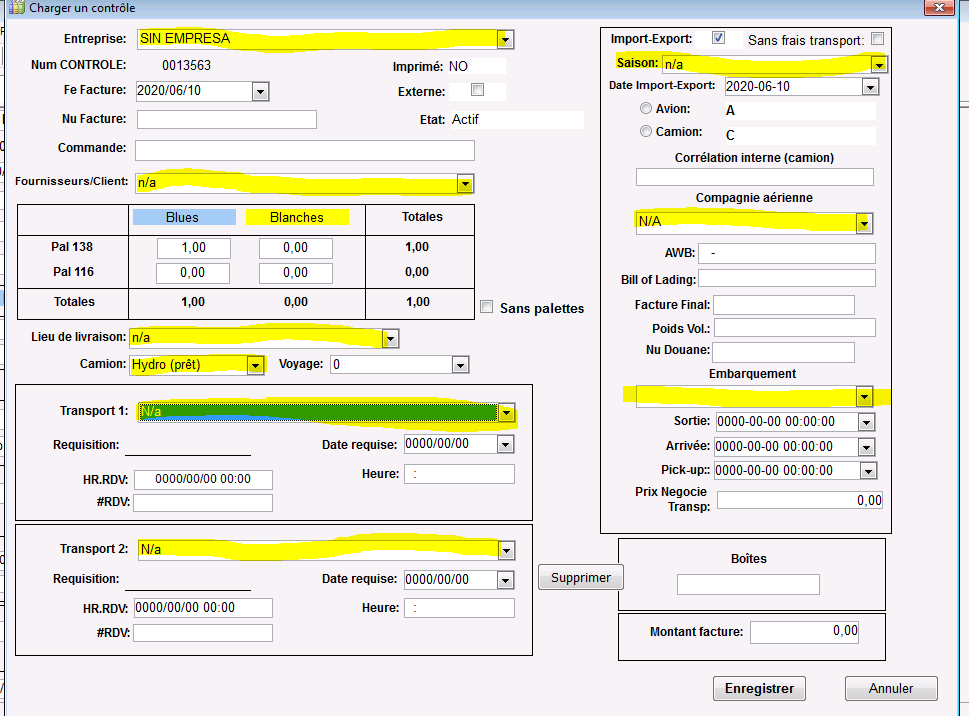 Charger un contrôle
Entreprise: SIN EMPRESA
Num CONTROLE: 0013563 Imprimé: NO
Fe Facture: 2020/06/10 Externe:
Nu Facture: Etat: Actif
Commande:
Fournisseurs/Client: n/a
Blues Blanches Totales
Pal 138 1,00 0,00 1,00
Pal 116 0,00 0,00 0,00
Totales 1,00 0,00 1,00
Sans palettes
Lieu de livraison: n/a
Camion: Hydro (prêt) Voyage: 0
Transport 1: N/a
Requisition: Date requise: 0000/00/00
HR.RDV: 0000/00/00 00:00 Heure: :
#RDV:
Transport 2: N/a
Requisition: Date requise: 0000/00/00
HR.RDV: 0000/00/00 00:00 Heure: :
#RDV:
Supprimer
Import-Export: Sans frais transport:
Saison: n/a
Date Import-Export: 2020-06-10
Avion: A
Camion: C
Corrélation interne (camion)
Compagnie aérienne
N/A
AWB: -
Bill of Lading:
Facture Final:
Poids Vol.:
Nu Douane:
Embarquement
Sortie: 0000-00-00 00:00:00
Arrivée: 0000-00-00 00:00:00
Pick-up:: 0000-00-00 00:00:00
Prix Negocie
Transp: 0,00
Boîtes
Montant facture: 0,00
Enregistrer Annuler